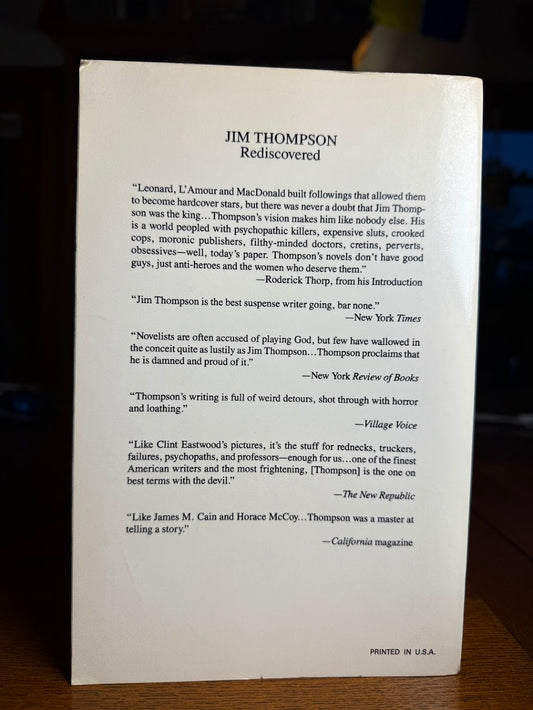 JIM THOMPSON
Rediscovered
“Leonard, L’Amour and MacDonald built followings that allowed them
to become hardcover stars, but there was never a doubt that Jim Thomp-
son was the king...Thompson’s vision makes him like nobody else. His
is a world peopled with psychopathic killers, expensive sluts, crooked
cops, moronic publishers, filthy-minded doctors, cretins, perverts,
obsessives—well, today’s paper. Thompson’s novels don’t have good
guys, just anti-heroes and the women who deserve them.”
—Roderick Thorp, from his Introduction
“Jim Thompson is the best suspense writer going, bar none.”
—New York Times
“Novelists are often accused of playing God, but few have wallowed in
the conceit quite as lustily as Jim Thompson...Thompson proclaims that
he is damned and proud of it.”
—New York Review of Books
“Thompson’s writing is full of weird detours, shot through with horror
and loathing.”
—Village Voice
“Like Clint Eastwood’s pictures, it’s the stuff for rednecks, truckers,
failures, psychopaths, and professors—enough for us...one of the finest
American writers and the most frightening, [Thompson] is the one on
best terms with the devil.”
—The New Republic
“Like James M. Cain and Horace McCoy...Thompson was a master at
telling a story.”
—California magazine
PRINTED IN U.S.A.